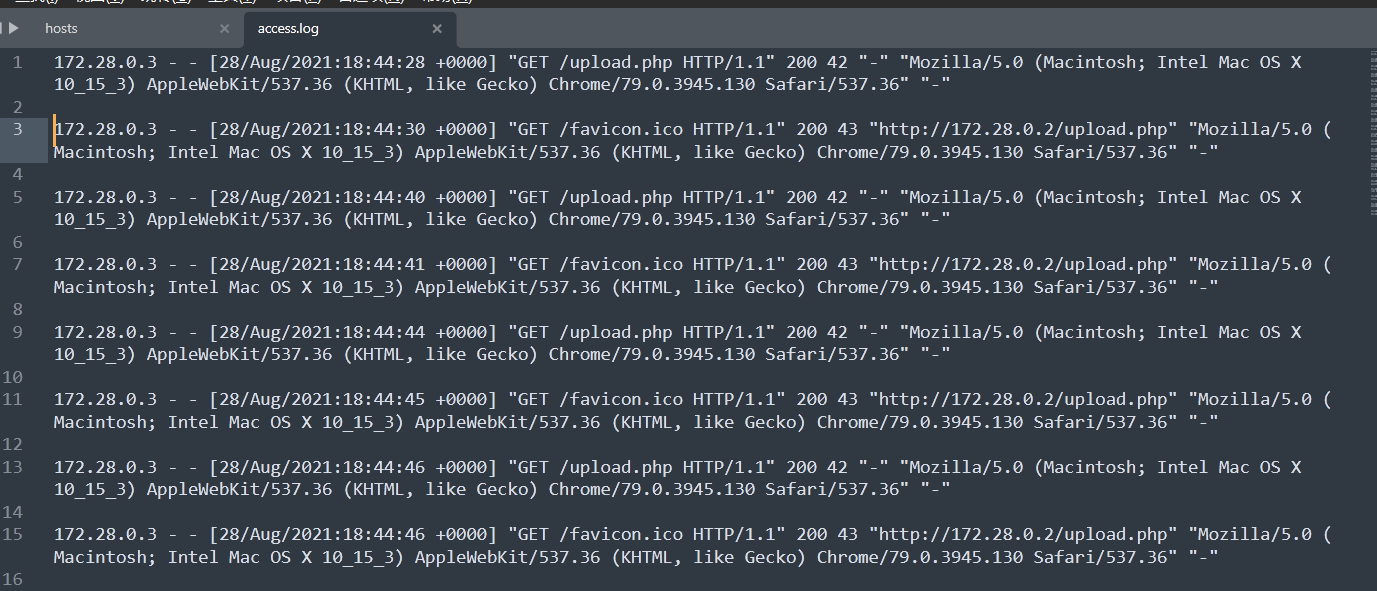 hosts
access.log
1 172.28.0.3 - - [28/Aug/2021:18:44:28 +0000] "GET /upload.php HTTP/1.1" 200 42 "-" "Mozilla/5.0 (Macintosh; Intel Mac OS X
10_15_3) AppleWebKit/537.36 (KHTML, like Gecko) Chrome/79.0.3945.130 Safari/537.36" "-"
2
3 172.28.0.3 - - [28/Aug/2021:18:44:30 +0000] "GET /favicon.ico HTTP/1.1" 200 43 "http://172.28.0.2/upload.php" "Mozilla/5.0 (
Macintosh; Intel Mac OS X 10_15_3) AppleWebKit/537.36 (KHTML, like Gecko) Chrome/79.0.3945.130 Safari/537.36" "-"
4
5 172.28.0.3 - - [28/Aug/2021:18:44:40 +0000] "GET /upload.php HTTP/1.1" 200 42 "-" "Mozilla/5.0 (Macintosh; Intel Mac OS X
10_15_3) AppleWebKit/537.36 (KHTML, like Gecko) Chrome/79.0.3945.130 Safari/537.36" "-"
6
7 172.28.0.3 - - [28/Aug/2021:18:44:41 +0000] "GET /favicon.ico HTTP/1.1" 200 43 "http://172.28.0.2/upload.php" "Mozilla/5.0 (
Macintosh; Intel Mac OS X 10_15_3) AppleWebKit/537.36 (KHTML, like Gecko) Chrome/79.0.3945.130 Safari/537.36" "-"
8
9 172.28.0.3 - - [28/Aug/2021:18:44:44 +0000] "GET /upload.php HTTP/1.1" 200 42 "-" "Mozilla/5.0 (Macintosh; Intel Mac OS X
10_15_3) AppleWebKit/537.36 (KHTML, like Gecko) Chrome/79.0.3945.130 Safari/537.36" "-"
10
11 172.28.0.3 - - [28/Aug/2021:18:44:45 +0000] "GET /favicon.ico HTTP/1.1" 200 43 "http://172.28.0.2/upload.php" "Mozilla/5.0 (
Macintosh; Intel Mac OS X 10_15_3) AppleWebKit/537.36 (KHTML, like Gecko) Chrome/79.0.3945.130 Safari/537.36" "-"
12
13 172.28.0.3 - - [28/Aug/2021:18:44:46 +0000] "GET /upload.php HTTP/1.1" 200 42 "-" "Mozilla/5.0 (Macintosh; Intel Mac OS X
10_15_3) AppleWebKit/537.36 (KHTML, like Gecko) Chrome/79.0.3945.130 Safari/537.36" "-"
14
15 172.28.0.3 - - [28/Aug/2021:18:44:46 +0000] "GET /favicon.ico HTTP/1.1" 200 43 "http://172.28.0.2/upload.php" "Mozilla/5.0 (
Macintosh; Intel Mac OS X 10_15_3) AppleWebKit/537.36 (KHTML, like Gecko) Chrome/79.0.3945.130 Safari/537.36" "-"
16